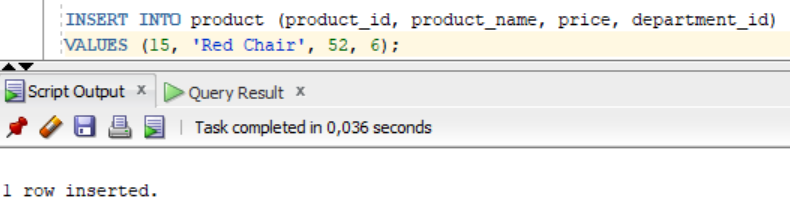 INSERT INTO product (product_id, product_name, price, department_id)
VALUES (15, 'Red Chair', 52, 6);
Script Output x Query Result x
Task completed in 0,036 seconds
1 row inserted.